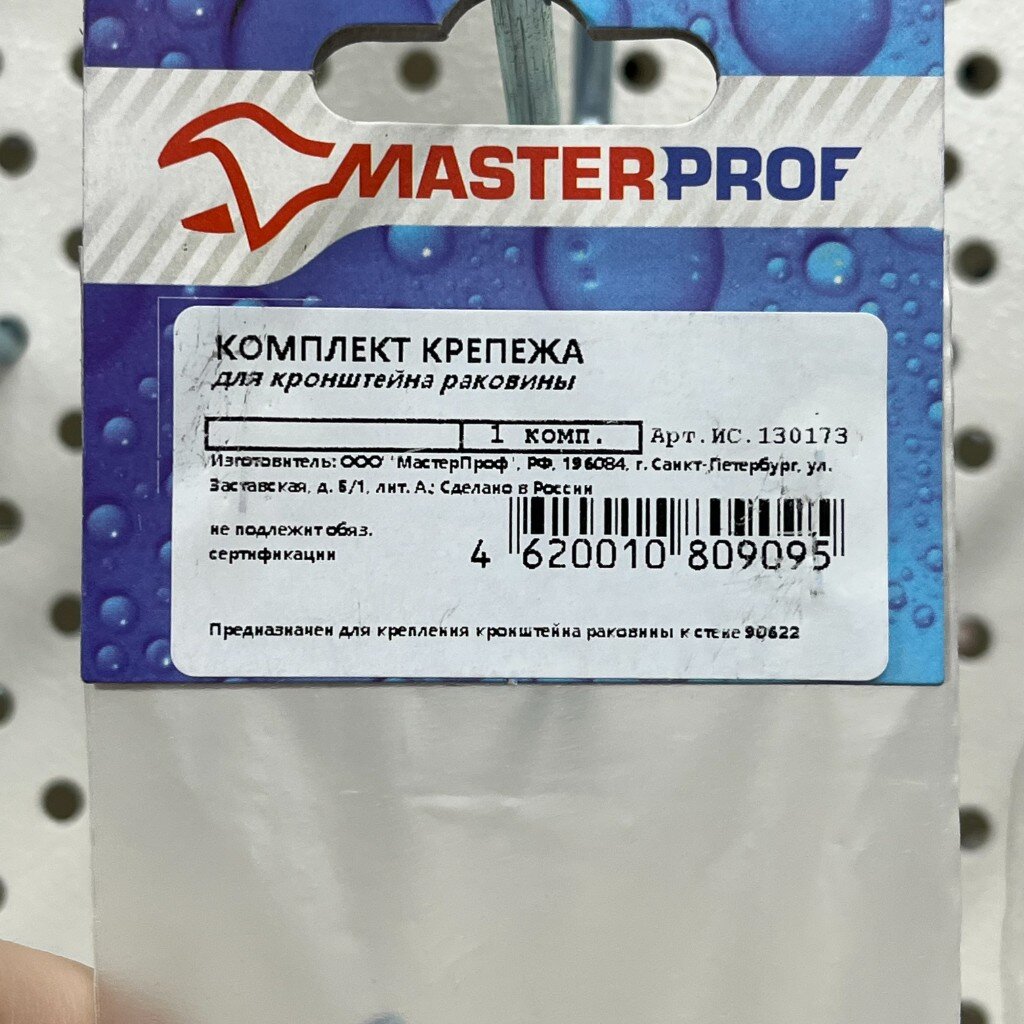 MASTERPROF
КОМПЛЕКТ КРЕПЕЖА
для кронштейна раковины
1 комп. Арт.ИС.130173
Изготовитель: ООО "МастерПроф", РФ, 196084, г. Санкт-Петербург, ул.
Заставская, д. 5/1, лит. А.; Сделано в России
не подлежит обяз.
сертификации
4 620010 809095
Предназначен для крепления кронштейна раковины к стене 90622